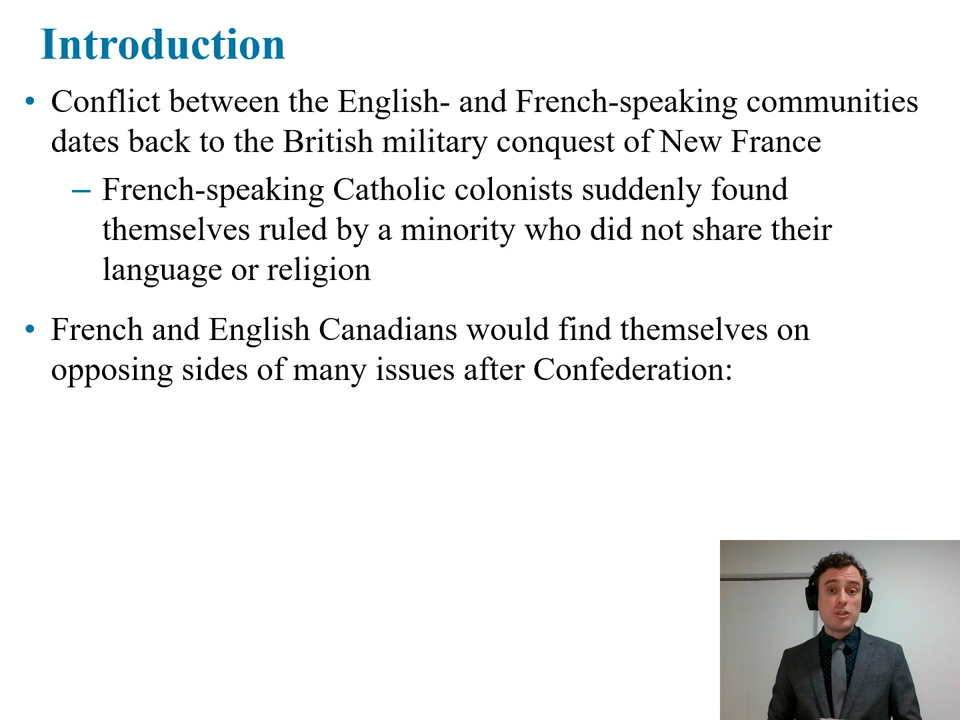 Introduction
• Conflict between the English- and French-speaking communities
dates back to the British military conquest of New France
– French-speaking Catholic colonists suddenly found
themselves ruled by a minority who did not share their
language or religion
• French and English Canadians would find themselves on
opposing sides of many issues after Confederation: